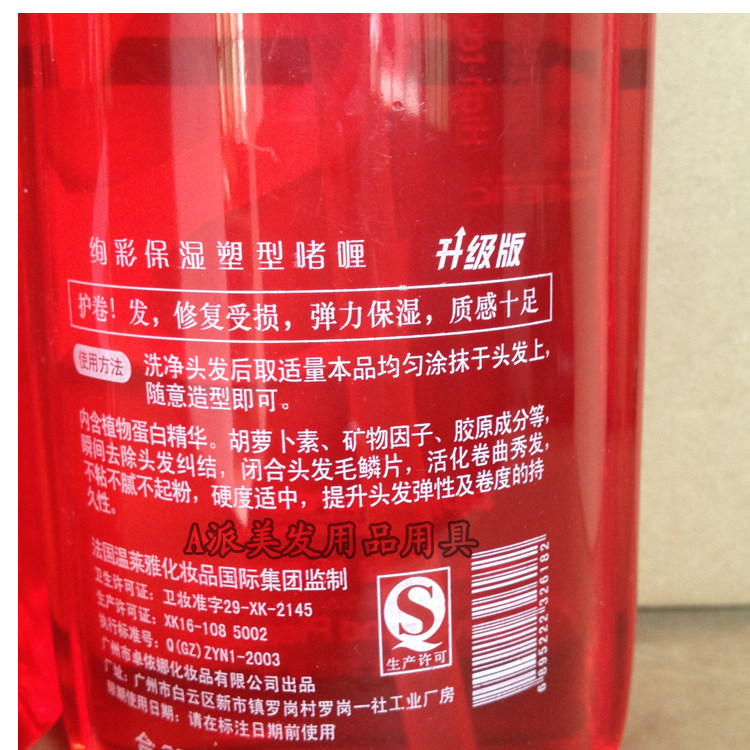 绚彩保湿塑型啫喱 升级版
护卷！发，修复受损，弹力保湿，质感十足
使用方法 洗净头发后取适量本品均匀涂抹于头发上，
随意造型即可。
内含植物蛋白精华。胡萝卜素、矿物因子、胶原成分等，
瞬间去除头发纠结，闭合头发毛鳞片，活化卷曲秀发，
不粘不腻不起粉，硬度适中，提升头发弹性及卷度的持
久性。
A派美发用品用具
法国温莱雅化妆品国际集团监制
卫生许可证：卫妆准字29-XK-2145
生产许可证：XK16-108 5002
执行标准号：Q(GZ)ZYN1-2003
广州市卓依娜化妆品有限公司出品
厂址：广州市白云区新市镇罗岗村罗岗一社工业厂房
限期使用日期：请在标注日期前使用
QS
生产许可
6895222326182